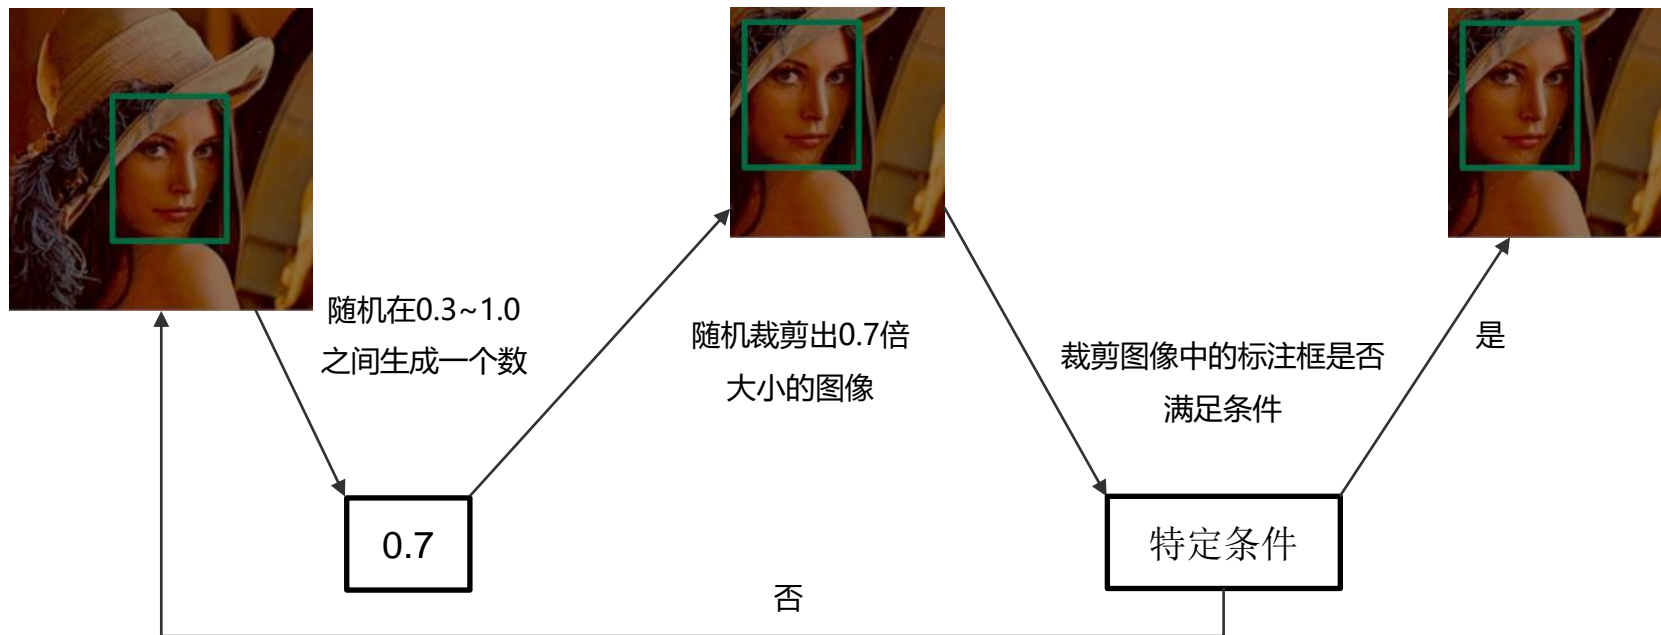 随机在0.3~1.0
之间生成一个数
随机裁剪出0.7倍
大小的图像
裁剪图像中的标注框是否
满足条件
是
0.7
特定条件
否